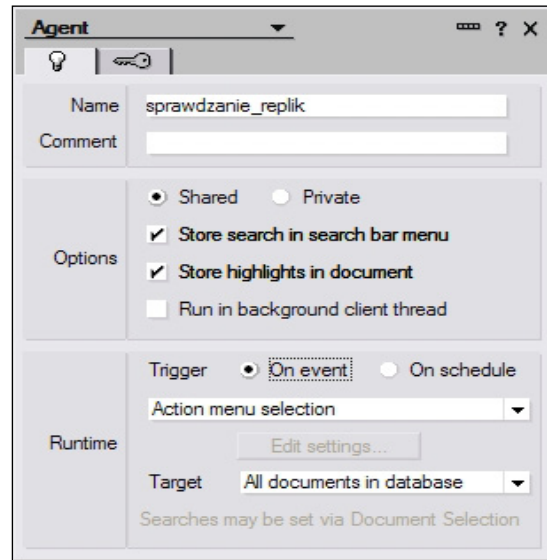 Agent
? X
Name sprawdzanie_replik
Comment
Options
Shared Private
Store search in search bar menu
Store highlights in document
Run in background client thread
Runtime
Trigger On event On schedule
Action menu selection
Edit settings...
Target All documents in database
Searches may be set via Document Selection